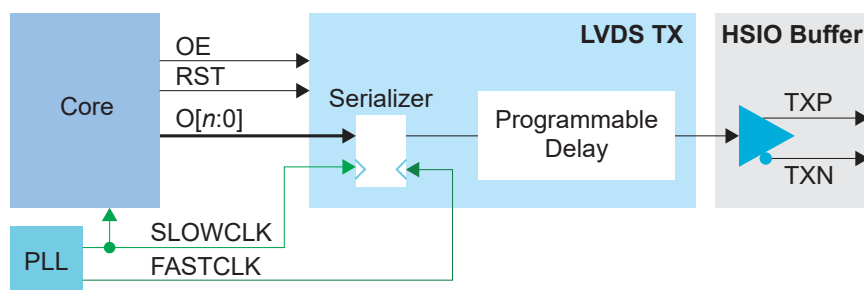 OE
LVDS TX
HSIO Buffer
RST
Core
Serializer
O[n:0]
Programmable
Delay
TXP
TXN
SLOWCLK
PLL
FASTCLK